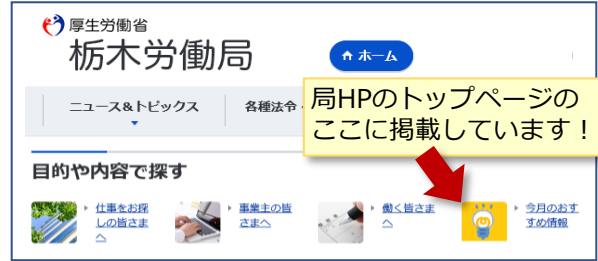 厚生労働省
栃木労働局
ホーム
ニュース&トピックス
各種法令・
局HPのトップページの
ここに掲載しています！
目的や内容で探す
仕事をお探
しの皆さま
へ
事業主の皆
さまへ
働く皆さま
へ
今月のおす
すめ情報